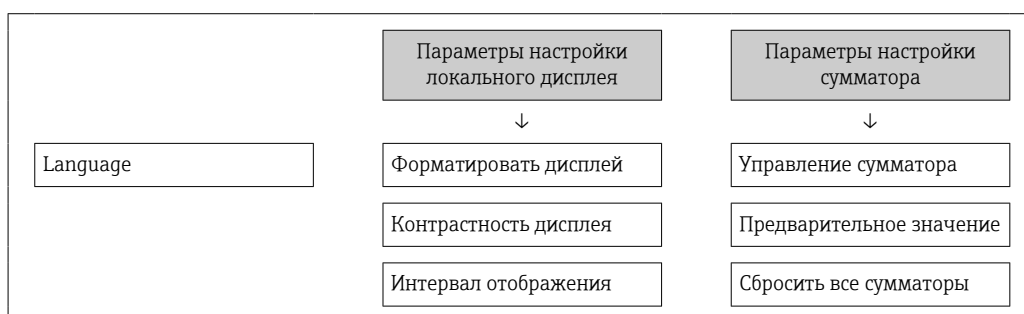 Параметры настройки
локального дисплея
Параметры настройки
сумматора
↓
↓
Language
Форматировать дисплей
Управление сумматора
Контрастность дисплея
Предварительное значение
Интервал отображения
Сбросить все сумматоры